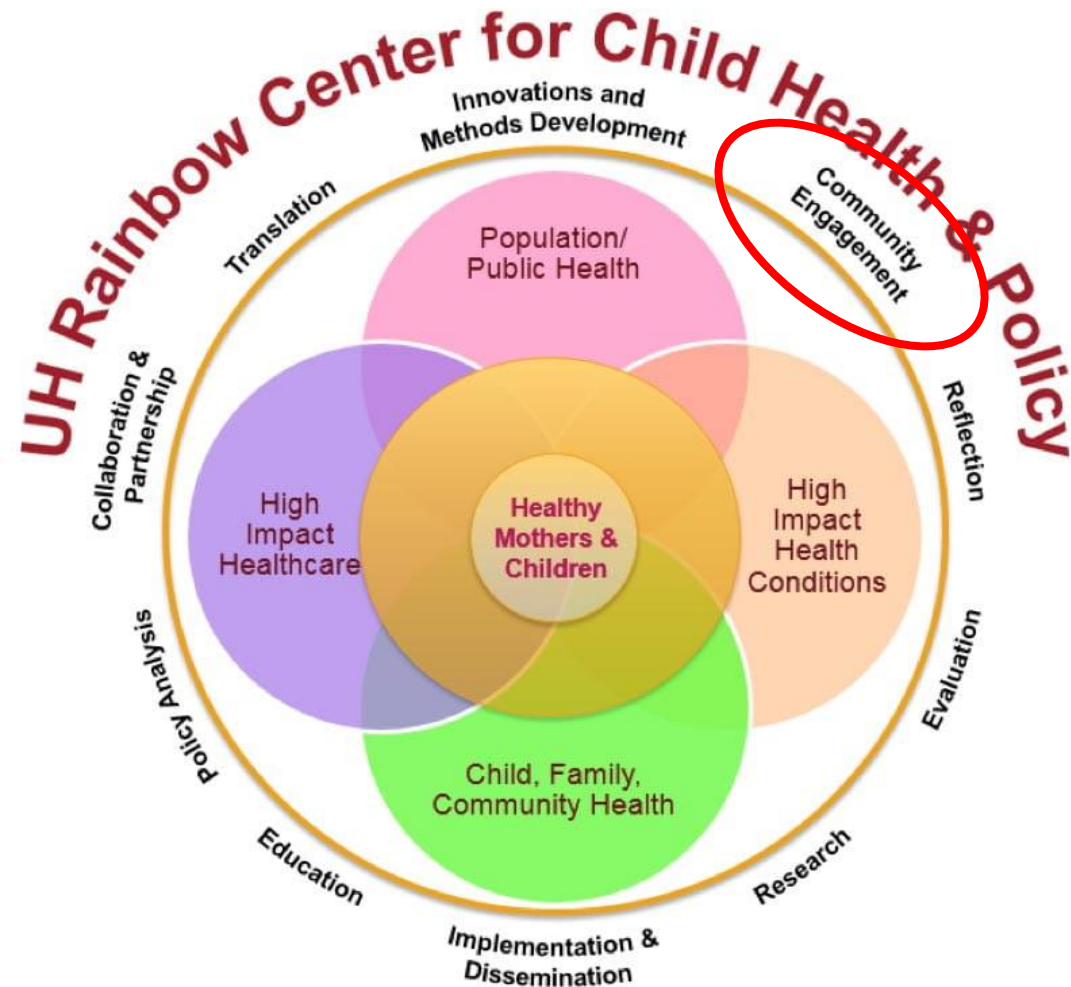 UH Rainbow Center for Child Health & Policy
Innovations and
Methods Development
Community
Engagement
Reflection
Evaluation
Research
Implementation &
Dissemination
Education
Policy Analysis
Collaboration &
Partnership
Translation
Population/
Public Health
High
Impact
Health
Conditions
Child, Family,
Community Health
High
Impact
Healthcare
Healthy
Mothers &
Children